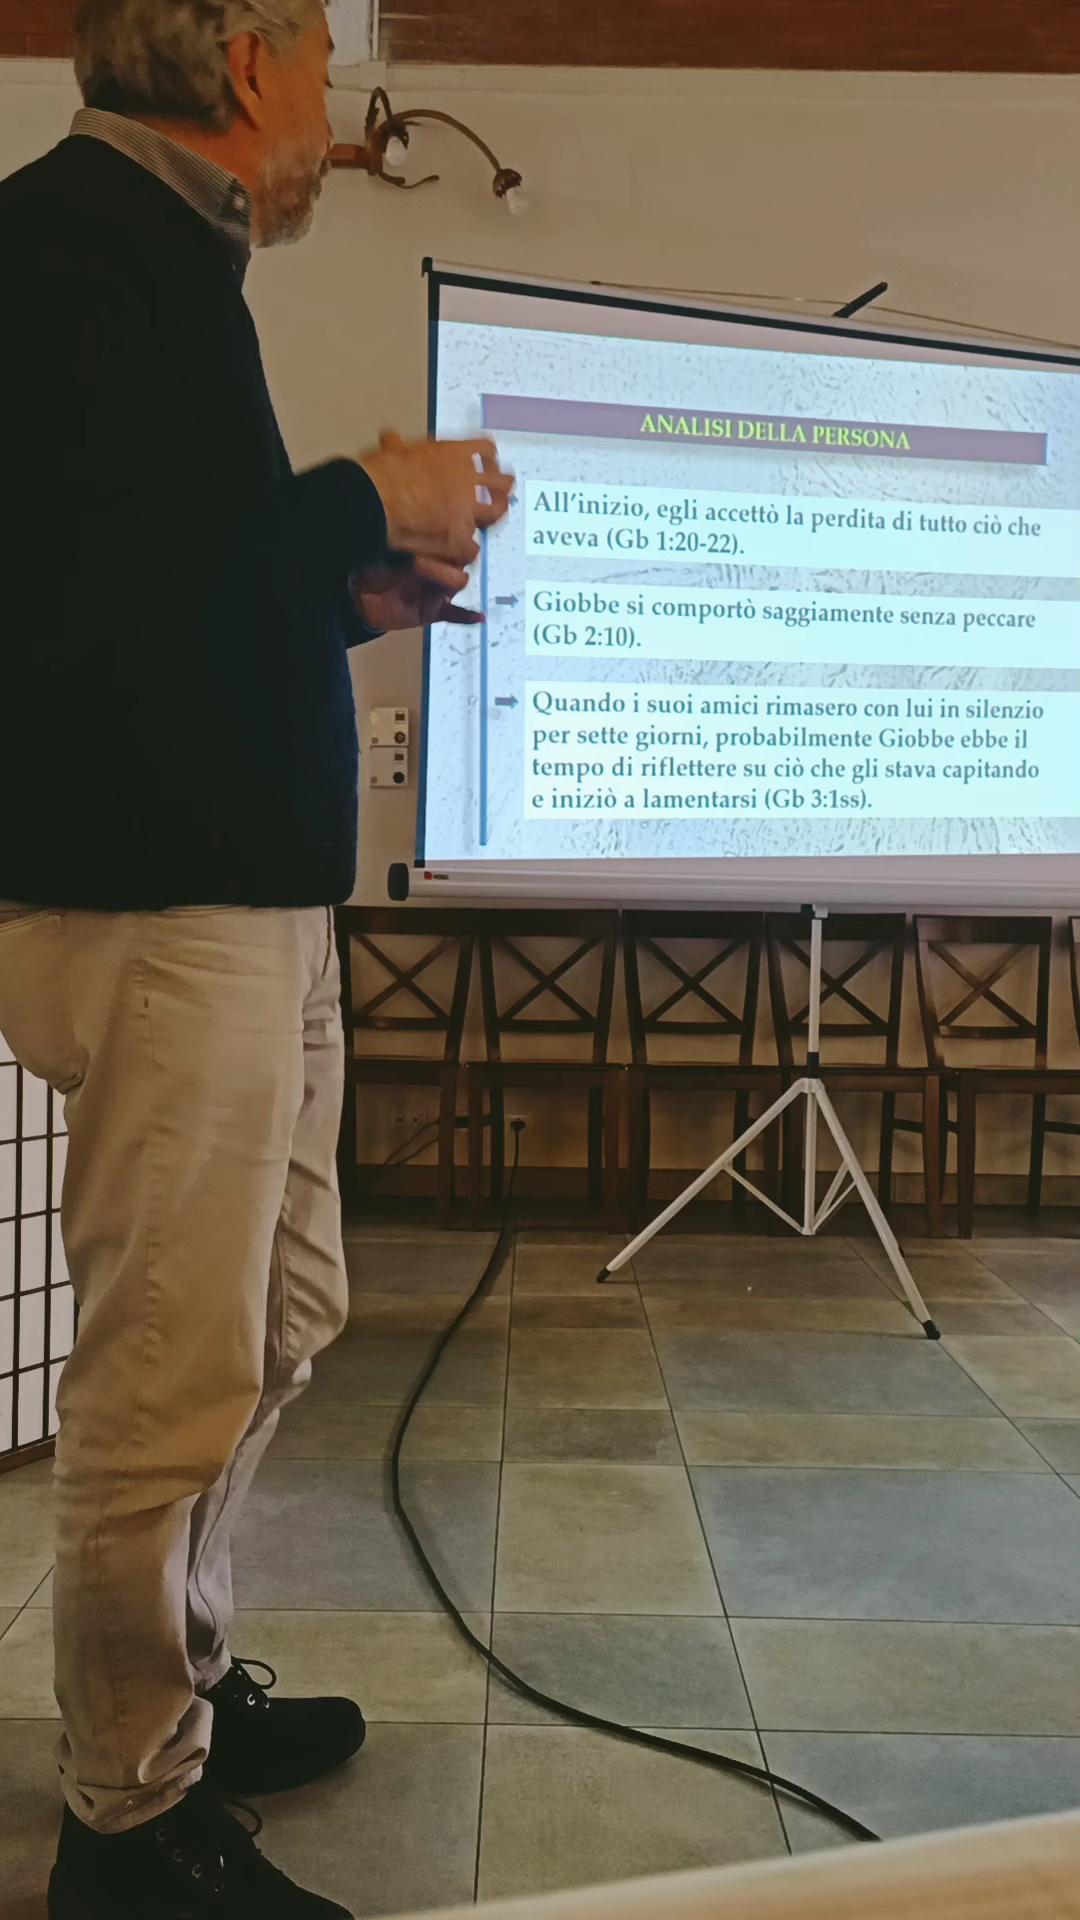 ANALISI DELLA PERSONA
All'inizio, egli accettò la perdita di tutto ciò che
aveva (Gb 1:20-22).
Giobbe si comportò saggiamente senza peccare
(Gb 2:10).
Quando i suoi amici rimasero con lui in silenzio
per sette giorni, probabilmente Giobbe ebbe il
tempo di riflettere su ciò che gli stava capitando
e iniziò a lamentarsi (Gb 3:1ss).